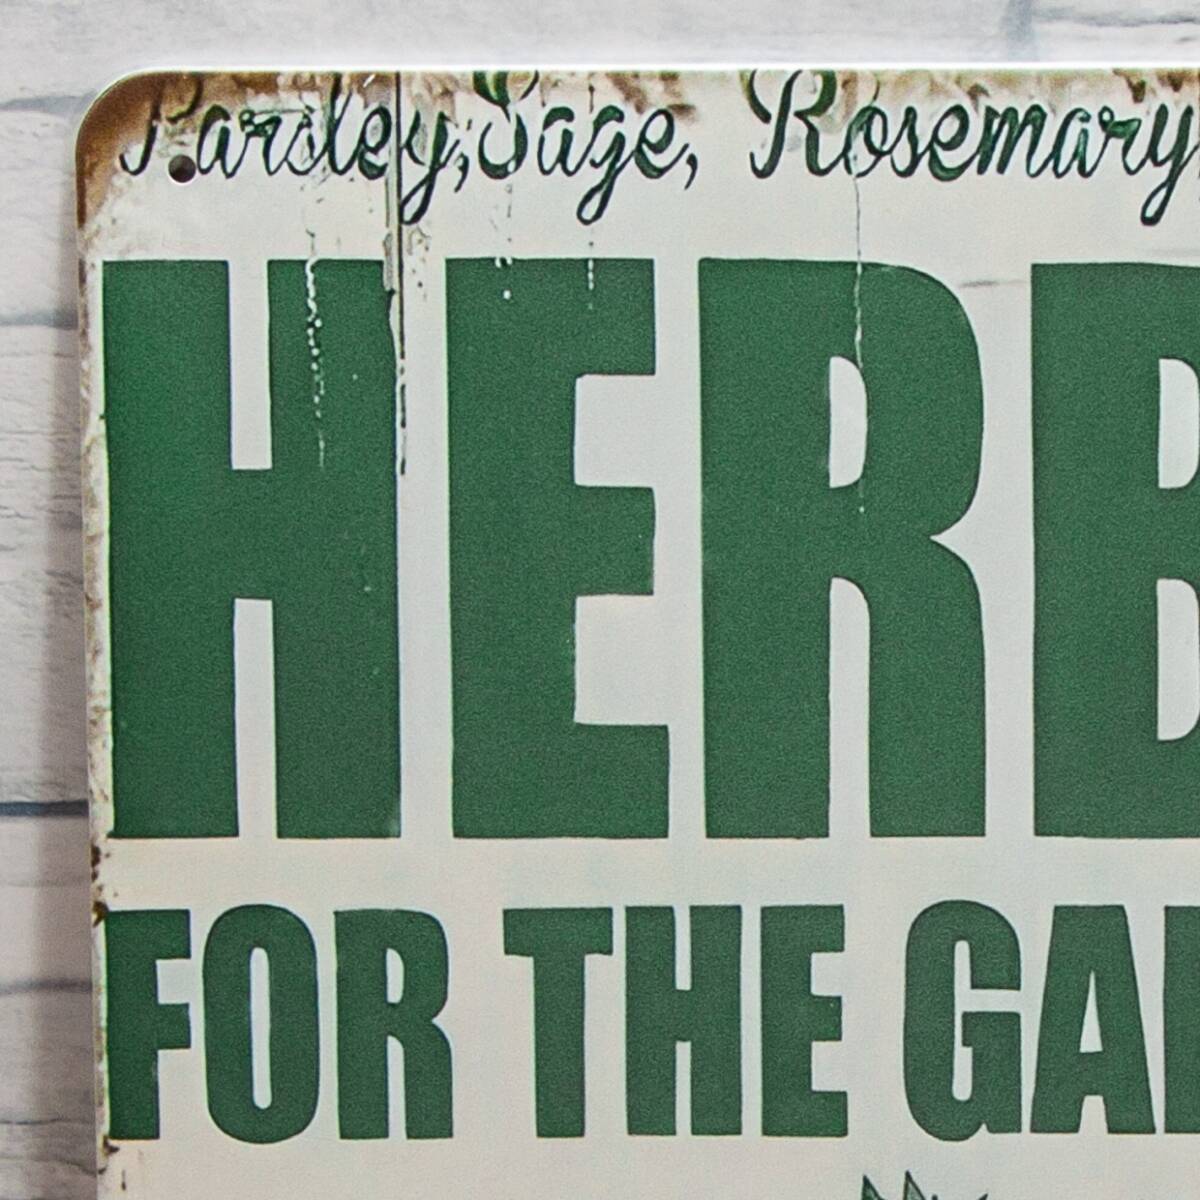 Parsley, Sage, Rosemary
HERB
FOR THE GA